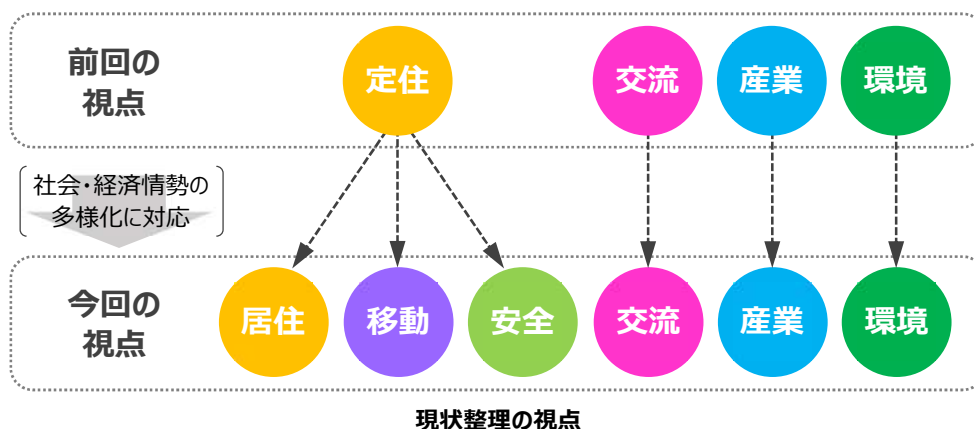 前回の
視点
定住
交流
産業
環境
社会・経済情勢の
多様化に対応
今回の
視点
居住
移動
安全
交流
産業
環境
現状整理の視点